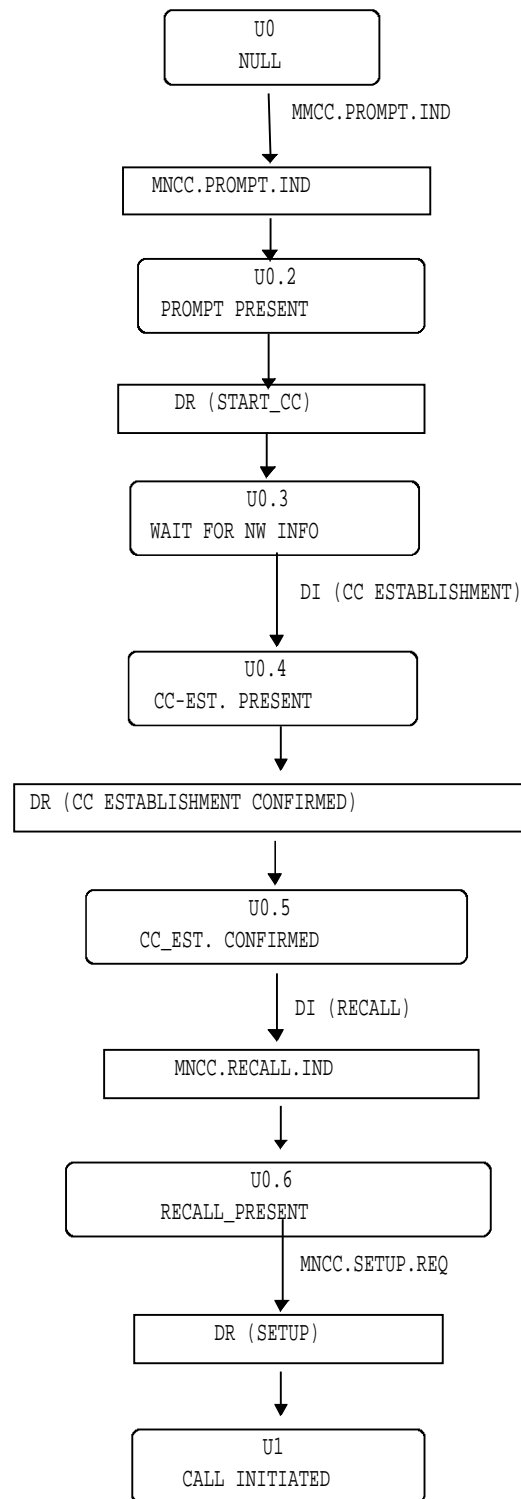 U0
NULL
MMCC.PROMPT.IND
MNCC.PROMPT.IND
U0.2
PROMPT PRESENT
DR (START_CC)
U0.3
WAIT FOR NW INFO
DI (CC ESTABLISHMENT)
U0.4
CC-EST. PRESENT
DR (CC ESTABLISHMENT CONFIRMED)
U0.5
CC_EST. CONFIRMED
DI (RECALL)
MNCC.RECALL.IND
U0.6
RECALL_PRESENT
MNCC.SETUP.REQ
DR (SETUP)
U1
CALL INITIATED